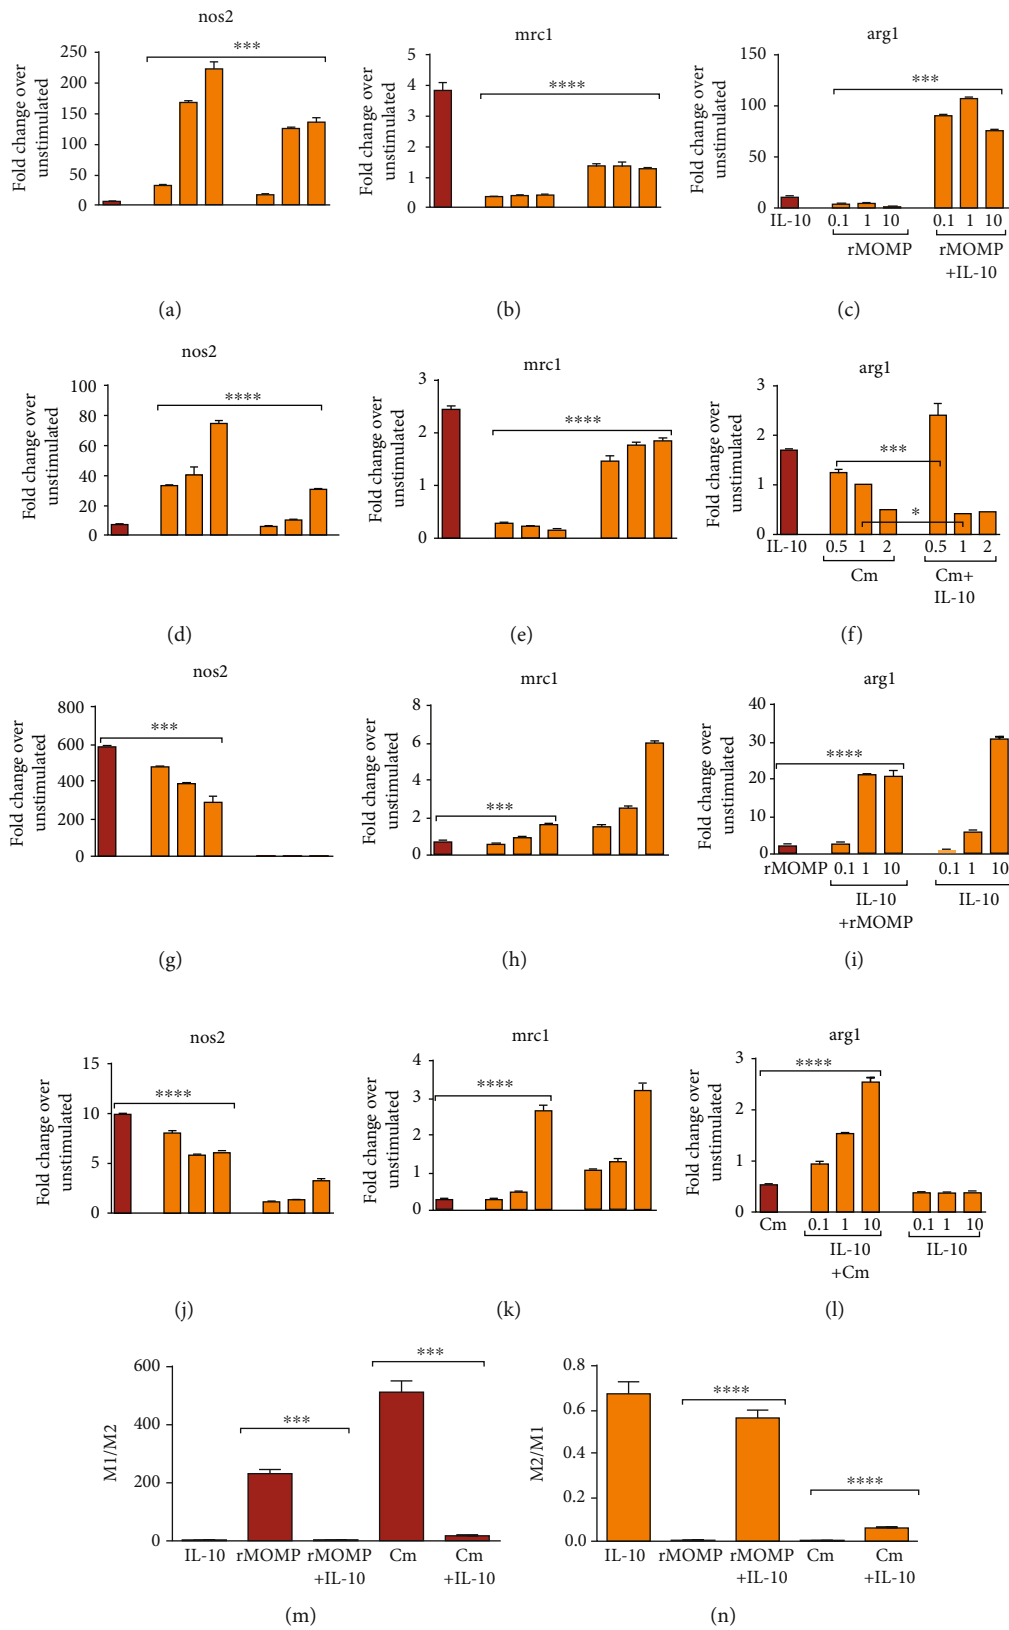 nos2
Fold change over
unstimulated
250
200
150
100
50
0
***
(a)
mrc1
Fold change over
unstimulated
5
4
3
2
1
0
****
(b)
arg1
Fold change over
unstimulated
150
100
50
0
***
IL-10
0.1 1 10
0.1 1 10
rMOMP
rMOMP
+IL-10
(c)
nos2
Fold change over
unstimulated
100
80
60
40
20
0
****
(d)
mrc1
Fold change over
unstimulated
3
2
1
0
****
(e)
arg1
Fold change over
unstimulated
3
2
1
0
***
*
IL-10
0.5 1 2
0.5 1 2
Cm
Cm+
IL-10
(f)
nos2
Fold change over
unstimulated
800
600
400
200
0
***
(g)
mrc1
Fold change over
unstimulated
8
6
4
2
0
***
(h)
arg1
Fold change over
unstimulated
40
30
20
10
0
****
rMOMP
0.1 1 10
0.1 1 10
IL-10
+rMOMP
IL-10
(i)
nos2
Fold change over
unstimulated
15
10
5
0
****
(j)
mrc1
Fold change over
unstimulated
4
3
2
1
0
****
(k)
arg1
Fold change over
unstimulated
3
2
1
0
****
Cm
0.1 1 10
0.1 1 10
IL-10
+Cm
IL-10
(l)
M1/M2
600
400
200
0
***
***
IL-10 rMOMP rMOMP Cm Cm
+IL-10 +IL-10
(m)
M2/M1
0.8
0.6
0.4
0.2
0.0
****
****
IL-10 rMOMP rMOMP Cm Cm
+IL-10 +IL-10
(n)